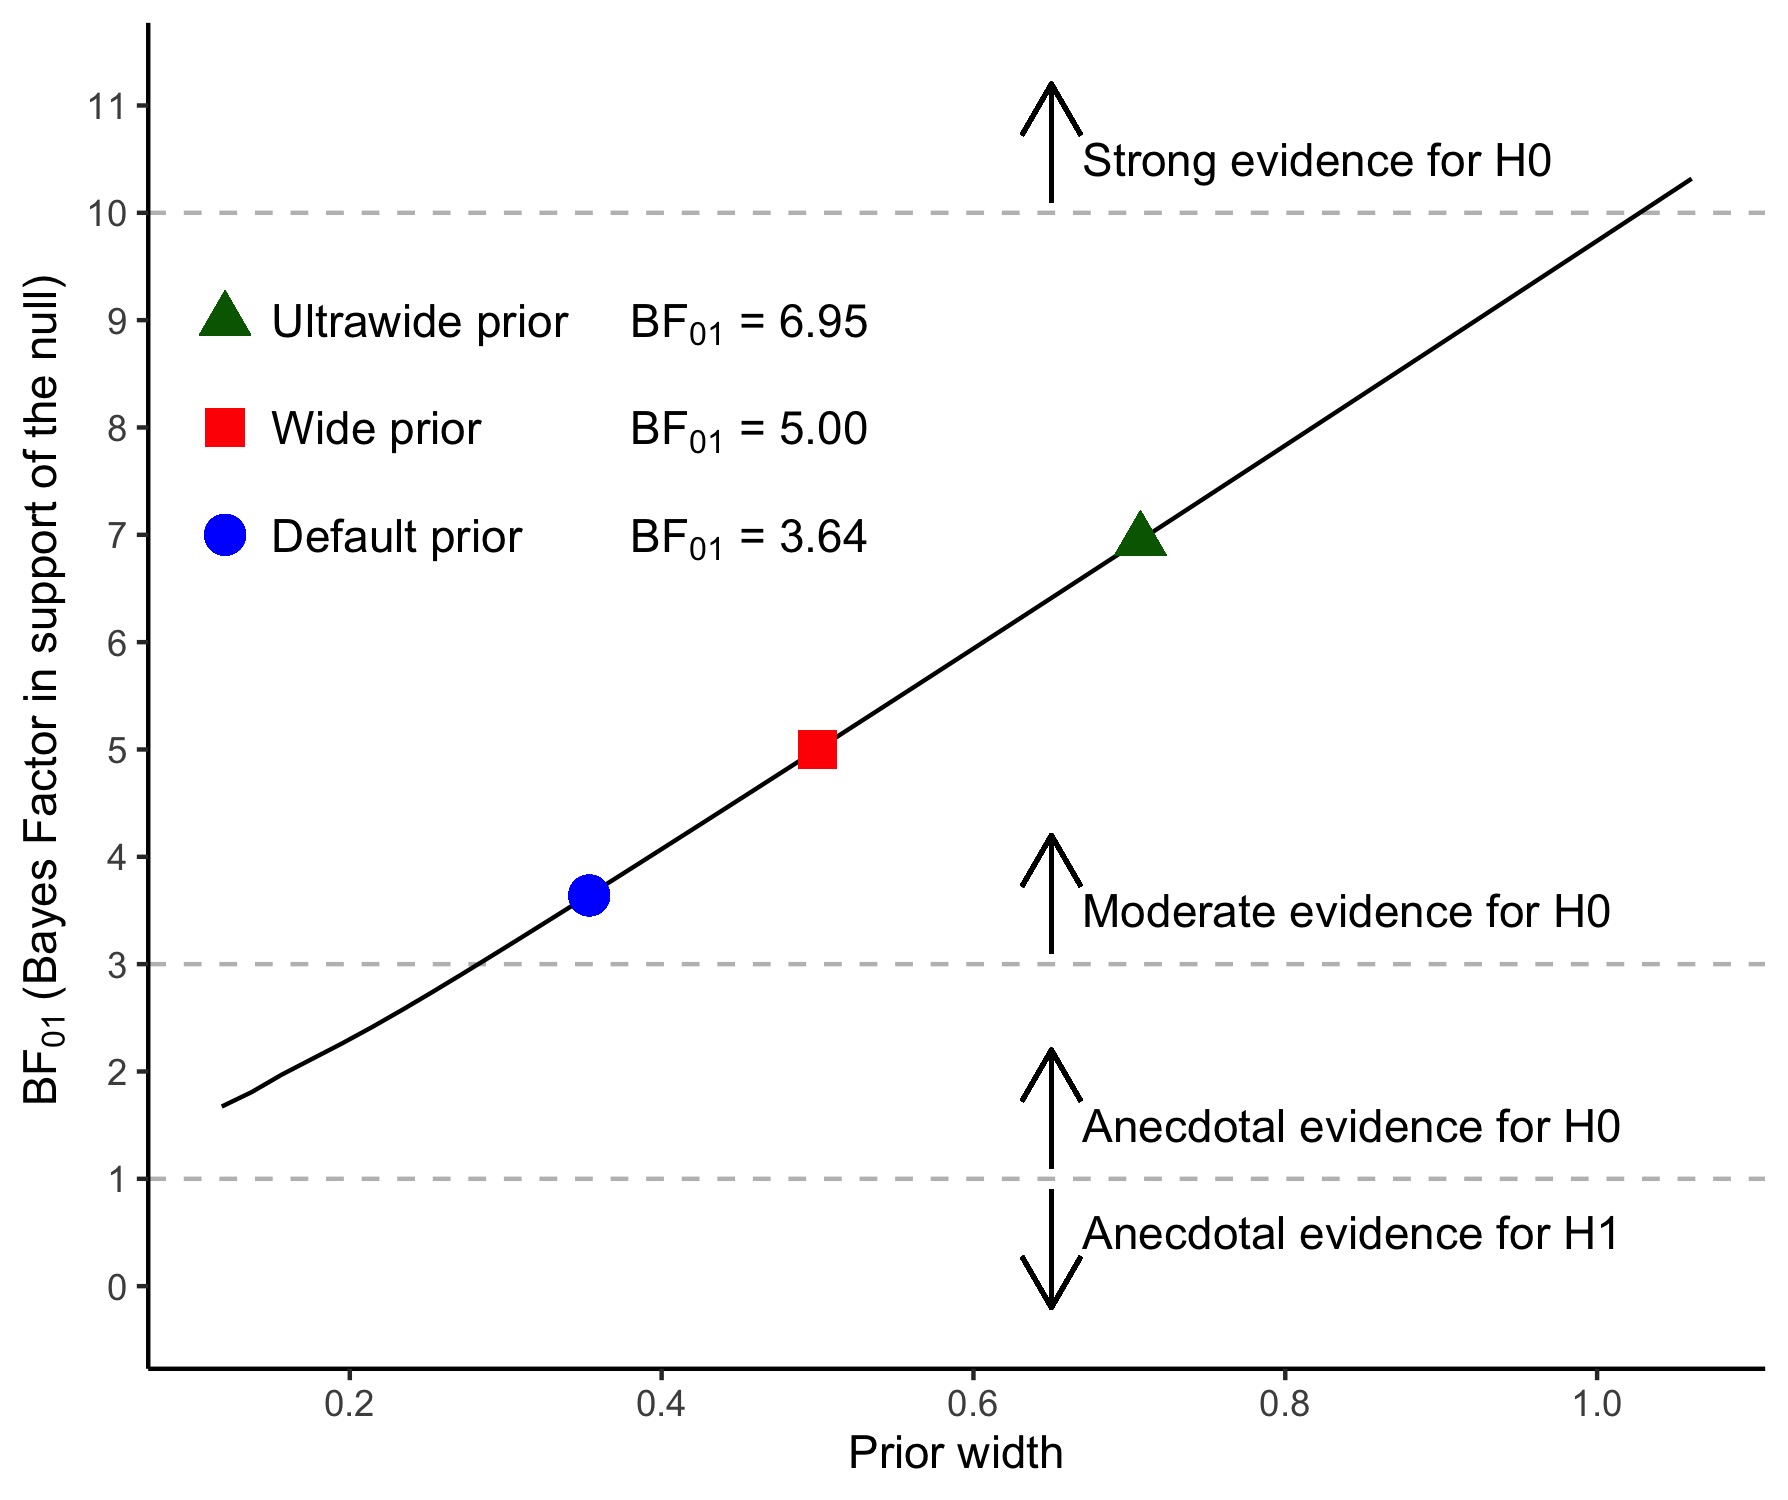 BF01 (Bayes Factor in support of the null)
11
10
9
8
7
6
5
4
3
2
1
0
Strong evidence for H0
Ultrawide prior BF01 = 6.95
Wide prior BF01 = 5.00
Default prior BF01 = 3.64
Moderate evidence for H0
Anecdotal evidence for H0
Anecdotal evidence for H1
0.2 0.4 0.6 0.8 1.0
Prior width